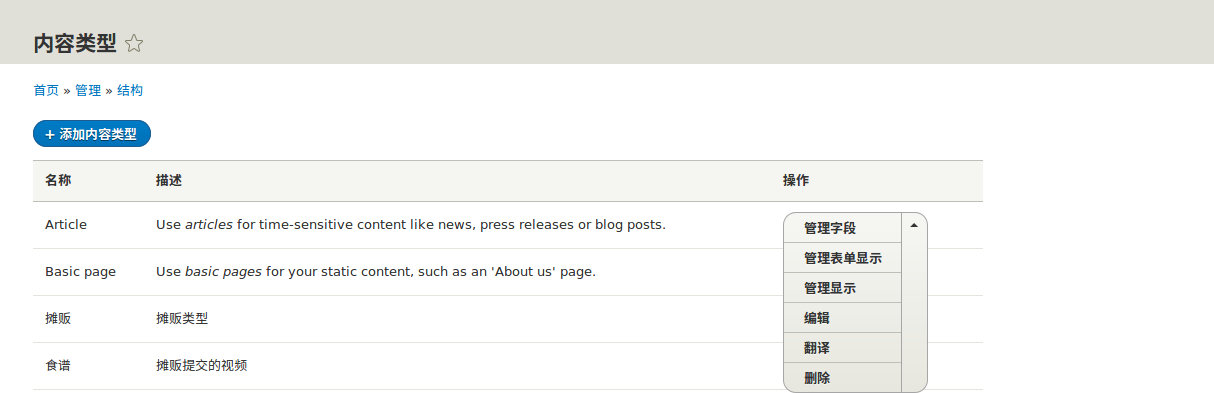 内容类型
首页 » 管理 » 结构
+ 添加内容类型
名称 描述 操作
Article Use articles for time-sensitive content like news, press releases or blog posts.
管理字段
管理表单显示
Basic page Use basic pages for your static content, such as an 'About us' page.
管理显示
摊贩 摊贩类型
编辑
翻译
食谱 摊贩提交的视频
删除